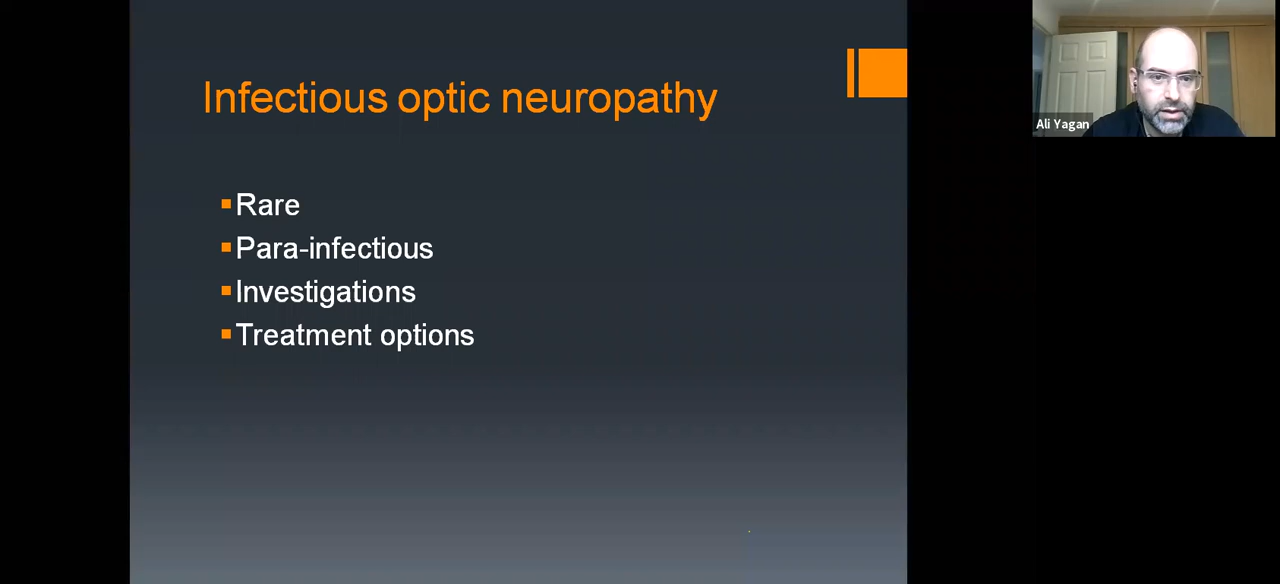 Infectious optic neuropathy
Rare
Para-infectious
Investigations
Treatment options
Ali Yagan